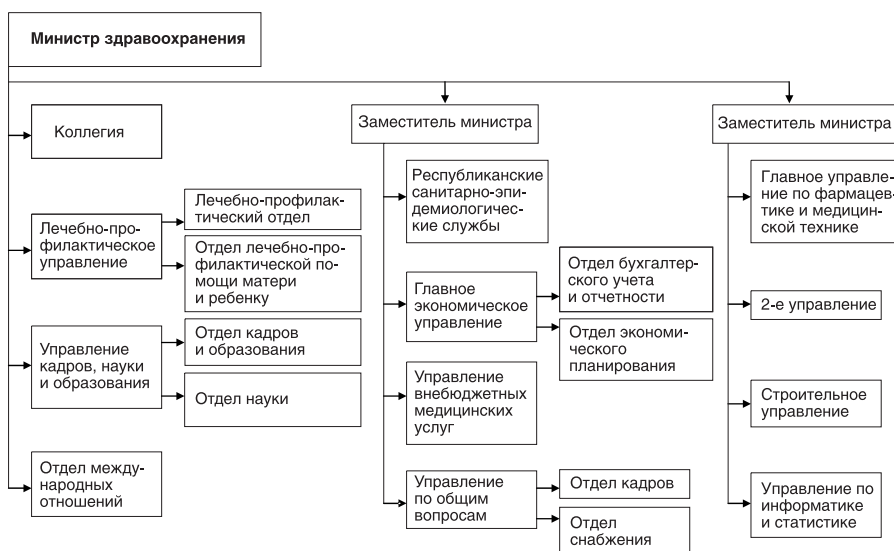 Министр здравоохранения
Коллегия
Лечебно-про-
филактическое
управление
Лечебно-профилак-
тический отдел
Отдел лечебно-про-
филактической по-
мощи матери
и ребенку
Управление
кадров, науки
и образования
Отдел кадров
и образования
Отдел науки
Отдел между-
народных
отношений
Заместитель министра
Республиканские
санитарно-эпи-
демиологичес-
кие службы
Главное
экономическое
управление
Отдел бухгалтер-
ского учета
и отчетности
Отдел экономи-
ческого
планирования
Управление
внебюджетных
медицинских
услуг
Управление
по общим
вопросам
Отдел кадров
Отдел
снабжения
Заместитель министра
Главное управле-
ние по фармацев-
тике и медицин-
ской технике
2-е управление
Строительное
управление
Управление по
информатике
и статистике